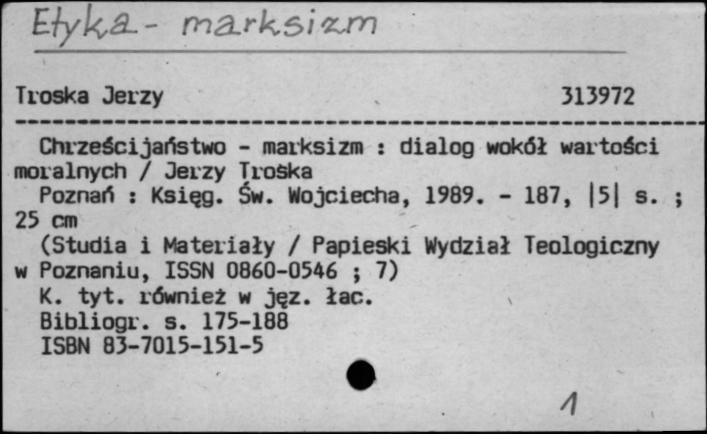 Etyka - marksizm
Troska Jerzy 313972
Chrześcijaństwo - marksizm : dialog wokół wartości
moralnych / Jerzy Troska
Poznań : Księg. Św. Wojciecha, 1989. - 187, |5| s. ;
25 cm
(Studia i Materiały / Papieski Wydział Teologiczny
w Poznaniu, ISSN 0860-0546 ; 7)
K. tyt. również w jęz. łac.
Bibliogr. s. 175-188
ISBN 83-7015-151-5
1